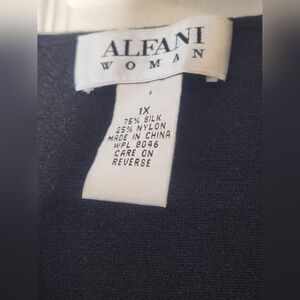 ALFANI
WOMAN
1X
75% SILK
25% NYLON
MADE IN CHINA
WPL 8046
CARE ON
REVERSE